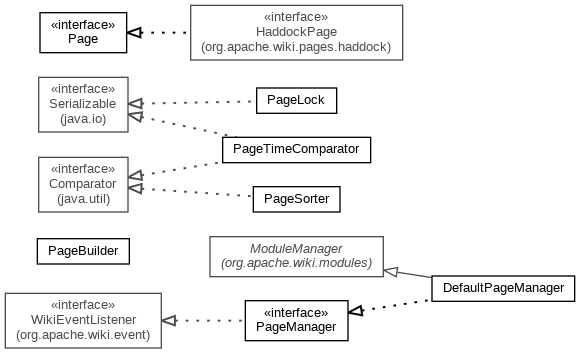 «interface»
Page
«interface»
HaddockPage
(org.apache.wiki.pages.haddock)
«interface»
Serializable
(java.io)
PageLock
PageTimeComparator
«interface»
Comparator
(java.util)
PageSorter
PageBuilder
ModuleManager
(org.apache.wiki.modules)
DefaultPageManager
«interface»
WikiEventListener
(org.apache.wiki.event)
«interface»
PageManager